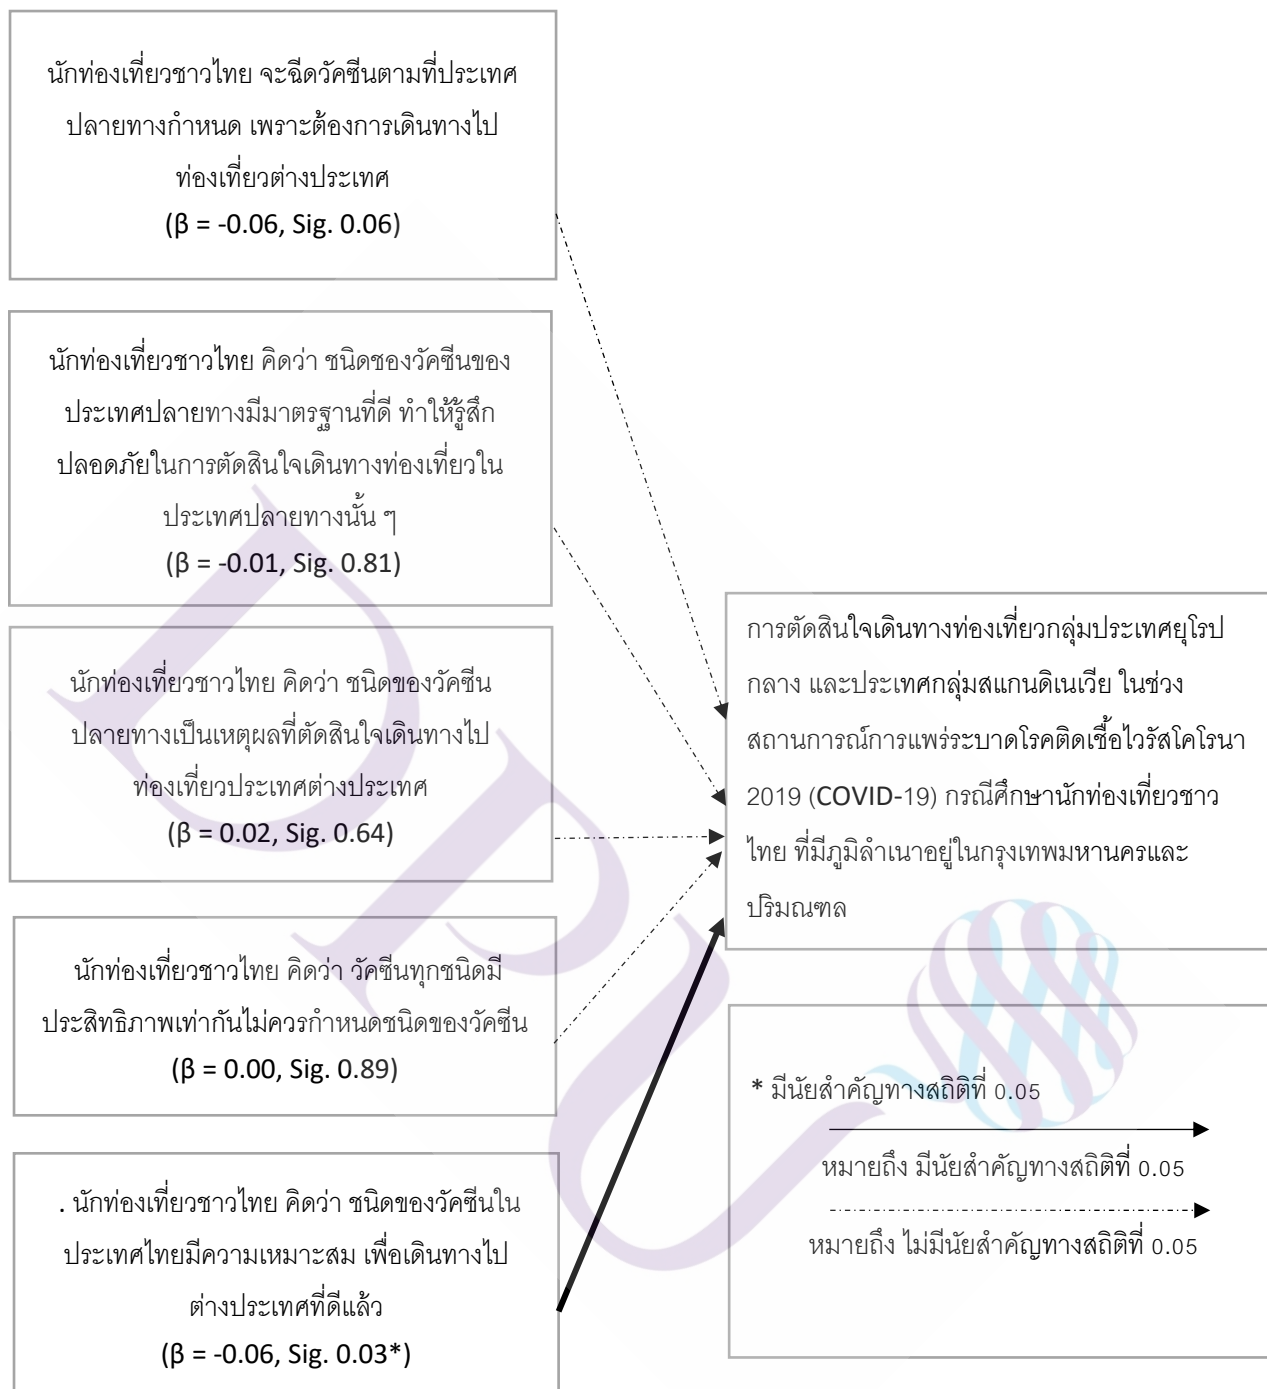 นักท่องเที่ยวชาวไทย จะฉีดวัคซีนตามที่ประเทศ
ปลายทางกำหนด เพราะต้องการเดินทางไป
ท่องเที่ยวต่างประเทศ
(β = -0.06, Sig. 0.06)
นักท่องเที่ยวชาวไทย คิดว่า ชนิดชองวัคซีนของ
ประเทศปลายทางมีมาตรฐานที่ดี ทำให้รู้สึก
ปลอดภัยในการตัดสินใจเดินทางท่องเที่ยวใน
ประเทศปลายทางนั้น ๆ
(β = -0.01, Sig. 0.81)
นักท่องเที่ยวชาวไทย คิดว่า ชนิดของวัคซีน
ปลายทางเป็นเหตุผลที่ตัดสินใจเดินทางไป
ท่องเที่ยวประเทศต่างประเทศ
(β = 0.02, Sig. 0.64)
นักท่องเที่ยวชาวไทย คิดว่า วัคซีนทุกชนิดมี
ประสิทธิภาพเท่ากันไม่ควรกำหนดชนิดของวัคซีน
(β = 0.00, Sig. 0.89)
. นักท่องเที่ยวชาวไทย คิดว่า ชนิดของวัคซีนใน
ประเทศไทยมีความเหมาะสม เพื่อเดินทางไป
ต่างประเทศที่ดีแล้ว
(β = -0.06, Sig. 0.03*)
การตัดสินใจเดินทางท่องเที่ยวกลุ่มประเทศยุโรป
กลาง และประเทศกลุ่มสแกนดิเนเวีย ในช่วง
สถานการณ์การแพร่ระบาดโรคติดเชื้อไวรัสโคโรนา
2019 (COVID-19) กรณีศึกษานักท่องเที่ยวชาว
ไทย ที่มีภูมิลำเนาอยู่ในกรุงเทพมหานครและ
ปริมณฑล
* มีนัยสำคัญทางสถิติที่ 0.05
หมายถึง มีนัยสำคัญทางสถิติที่ 0.05
หมายถึง ไม่มีนัยสำคัญทางสถิติที่ 0.05
DPU